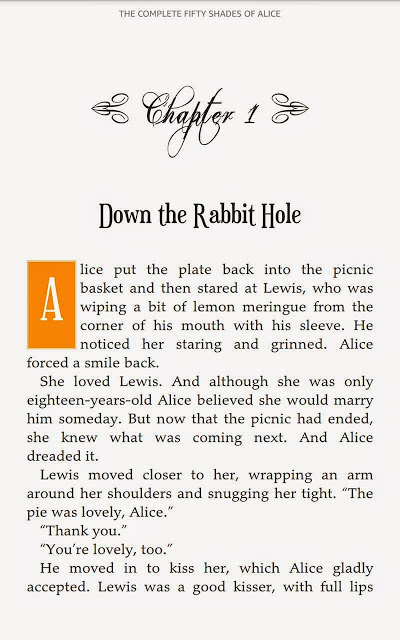 THE COMPLETE FIFTY SHADES OF ALICE
Chapter 1
Down the Rabbit Hole
Alice put the plate back into the picnic
basket and then stared at Lewis, who was
wiping a bit of lemon meringue from the
corner of his mouth with his sleeve. He
noticed her staring and grinned. Alice
forced a smile back.
She loved Lewis. And although she was only
eighteen-years-old Alice believed she would marry
him someday. But now that the picnic had ended,
she knew what was coming next. And Alice
dreaded it.
Lewis moved closer to her, wrapping an arm
around her shoulders and snugging her tight. “The
pie was lovely, Alice.”
“Thank you.”
“You’re lovely, too.”
He moved in to kiss her, which Alice gladly
accepted. Lewis was a good kisser, with full lips